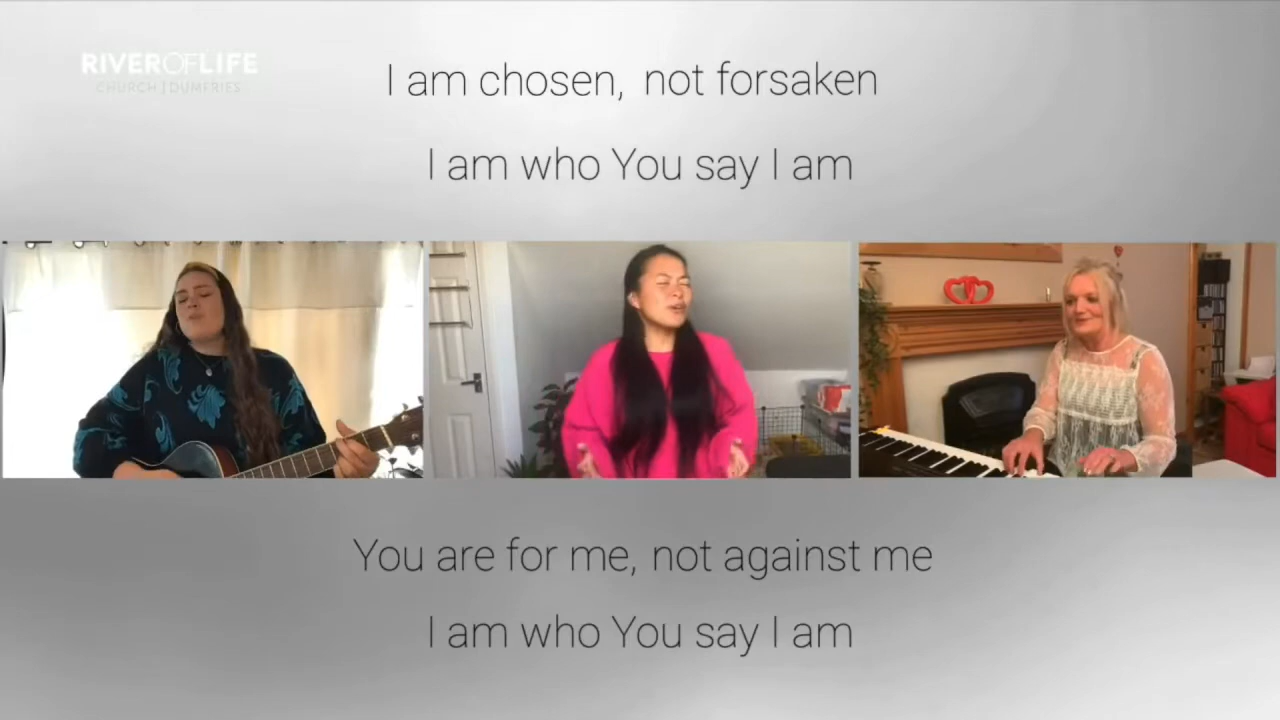 RIVEROFLIFE
CHURCH | DUMFRIES
I am chosen, not forsaken
I am who You say I am
You are for me, not against me
I am who You say I am